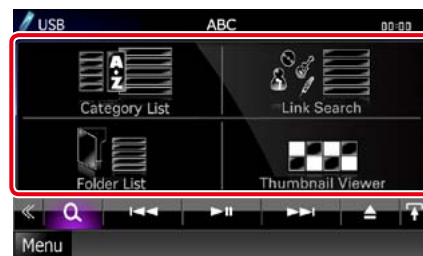 USB ABC 00:00
A
Z
Category List Link Search
Folder List Thumbnail Viewer
Menu